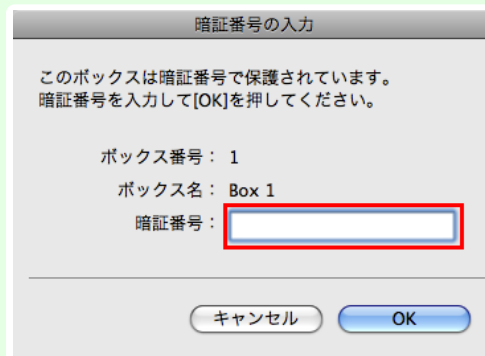 暗証番号の入力
このボックスは暗証番号で保護されています。
暗証番号を入力して[OK]を押してください。
ボックス番号： 1
ボックス名： Box 1
暗証番号：
キャンセル OK